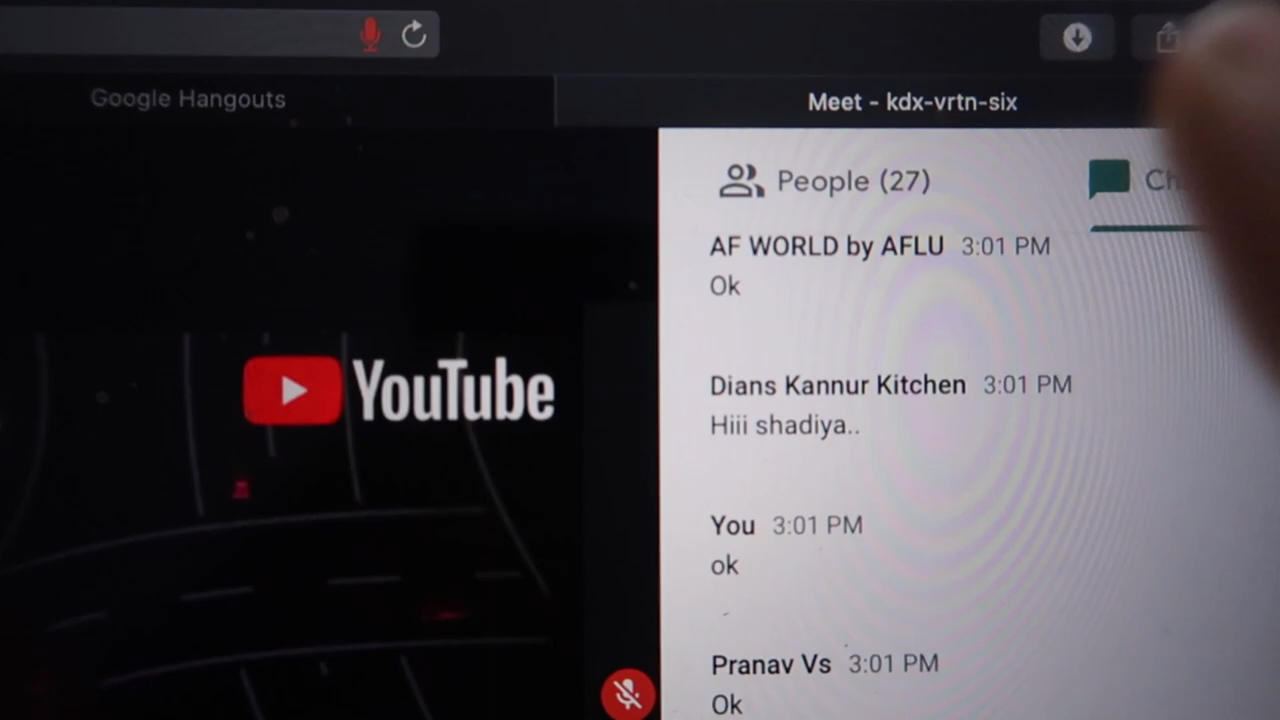 Google Hangouts
Meet - kdx-vrtn-six
People (27)
AF WORLD by AFLU 3:01 PM
Ok
Dians Kannur Kitchen 3:01 PM
Hiii shadiya..
YouTube
You 3:01 PM
ok
Pranav Vs 3:01 PM
Ok